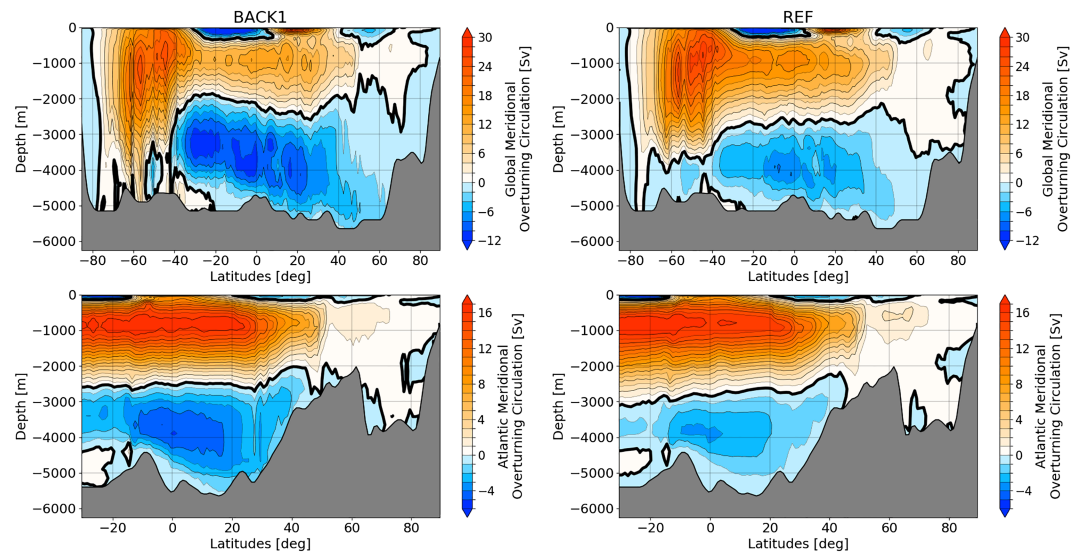 BACK1
0
−1000
−2000
−3000
−4000
−5000
−6000
Depth [m]
−80 −60 −40 −20 0 20 40 60 80
Latitudes [deg]
30
24
18
12
6
0
−6
−12
Global Meridional
Overturning Circulation [Sv]
REF
0
−1000
−2000
−3000
−4000
−5000
−6000
Depth [m]
−80 −60 −40 −20 0 20 40 60 80
Latitudes [deg]
30
24
18
12
6
0
−6
−12
Global Meridional
Overturning Circulation [Sv]
0
−1000
−2000
−3000
−4000
−5000
−6000
Depth [m]
−20 0 20 40 60 80
Latitudes [deg]
16
12
8
4
0
−4
Atlantic Meridional
Overturning Circulation [Sv]
0
−1000
−2000
−3000
−4000
−5000
−6000
Depth [m]
−20 0 20 40 60 80
Latitudes [deg]
16
12
8
4
0
−4
Atlantic Meridional
Overturning Circulation [Sv]